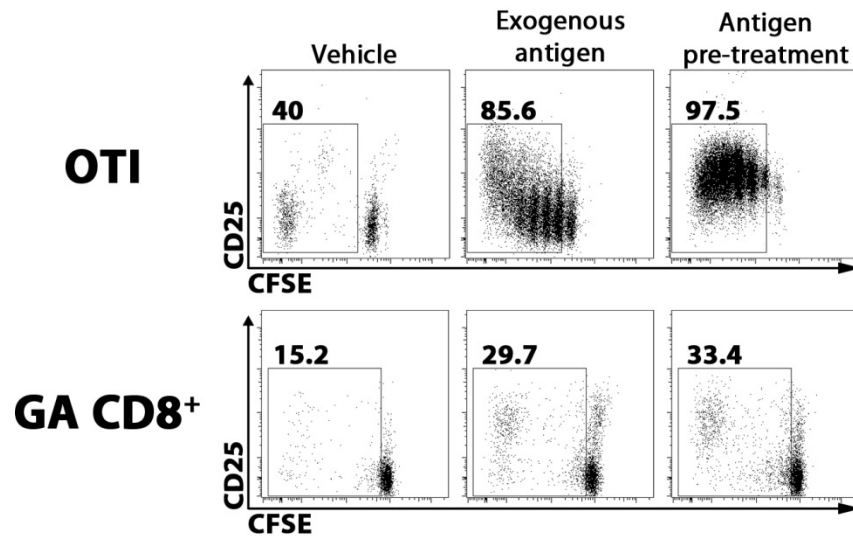 Vehicle
Exogenous
antigen
Antigen
pre-treatment
OTI
40
85.6
97.5
CD25
CFSE
GA CD8⁺
15.2
29.7
33.4
CD25
CFSE